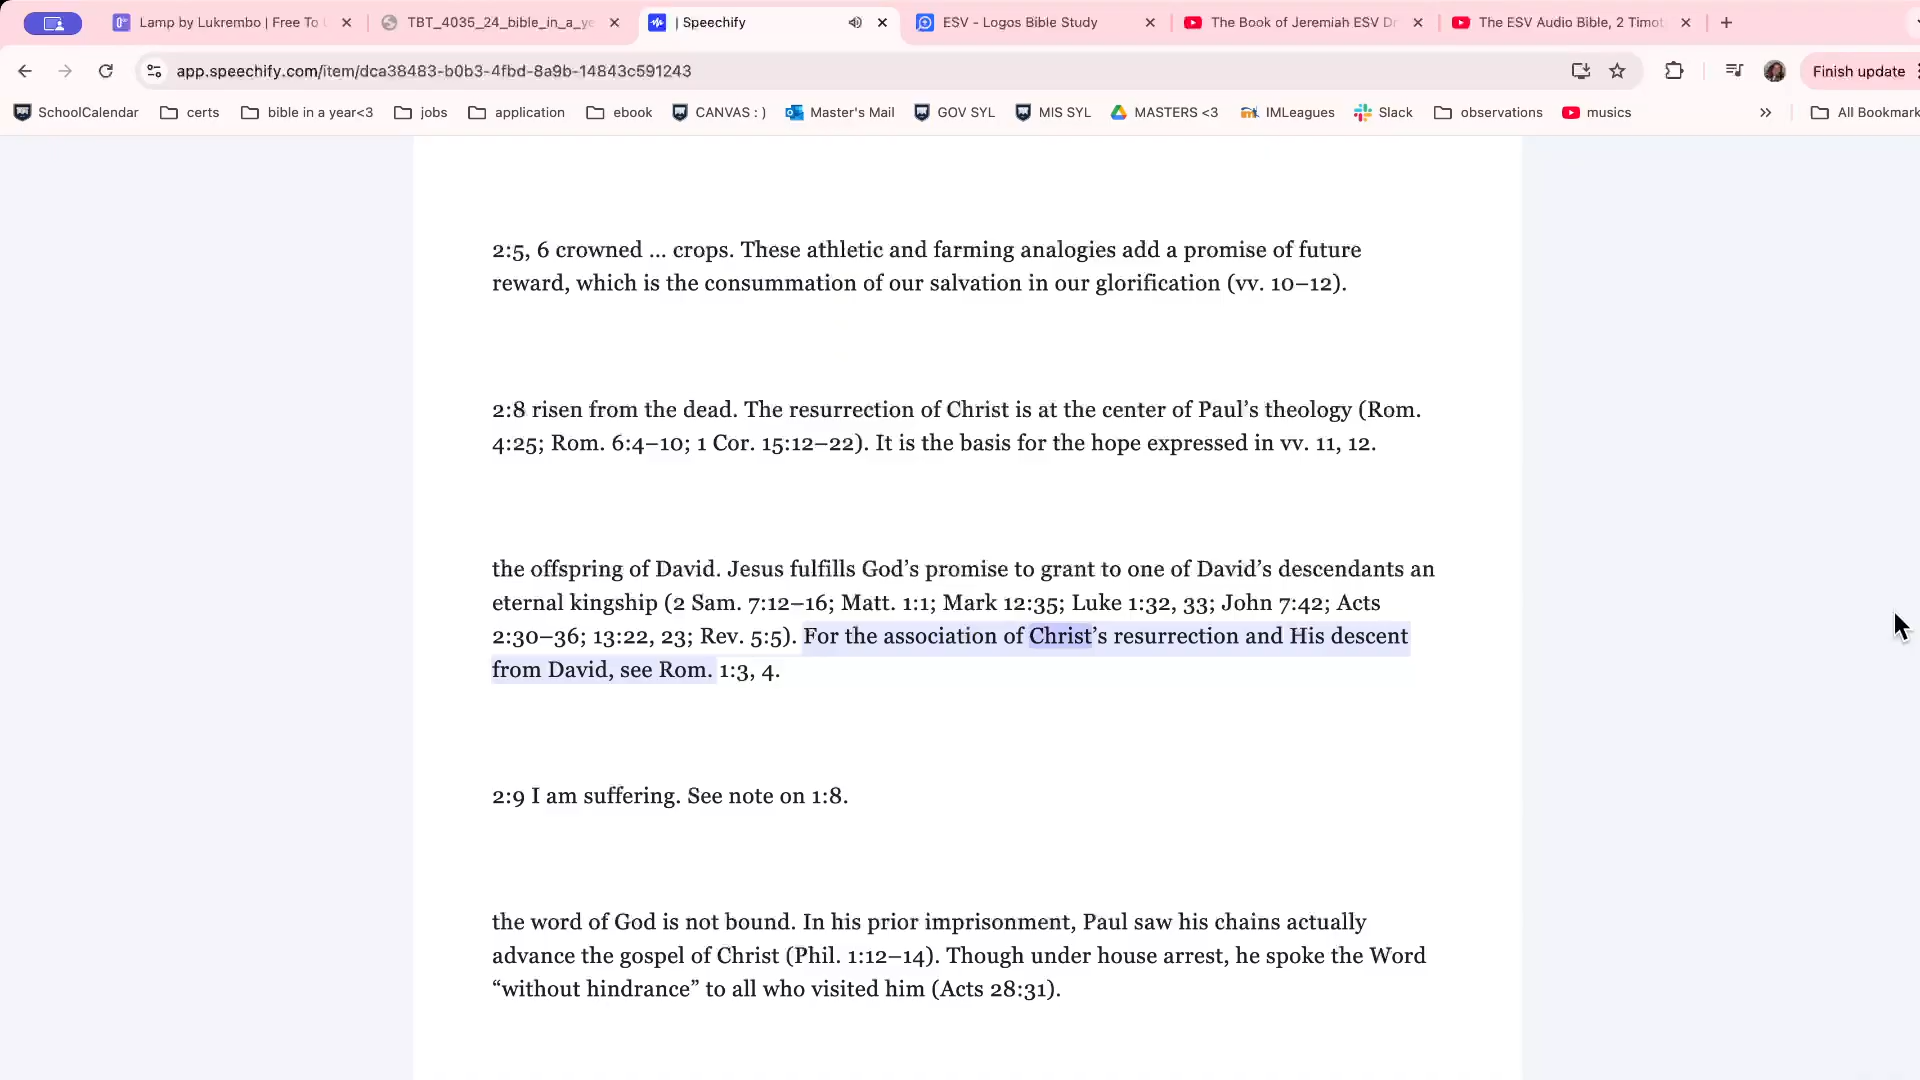 Lamp by Lukrembo | Free To
TBT_4035_24_bible_in_a_ye
| Speechify
ESV - Logos Bible Study
The Book of Jeremiah ESV Dr
The ESV Audio Bible, 2 Timot
app.speechify.com/item/dca38483-b0b3-4fbd-8a9b-14843c591243
Finish update
SchoolCalendar
certs
bible in a year<3
jobs
application
ebook
CANVAS : )
Master's Mail
GOV SYL
MIS SYL
MASTERS <3
IMLeagues
Slack
observations
musics
All Bookmark
2:5, 6 crowned ... crops. These athletic and farming analogies add a promise of future
reward, which is the consummation of our salvation in our glorification (vv. 10–12).
2:8 risen from the dead. The resurrection of Christ is at the center of Paul’s theology (Rom.
4:25; Rom. 6:4–10; 1 Cor. 15:12–22). It is the basis for the hope expressed in vv. 11, 12.
the offspring of David. Jesus fulfills God’s promise to grant to one of David’s descendants an
eternal kingship (2 Sam. 7:12–16; Matt. 1:1; Mark 12:35; Luke 1:32, 33; John 7:42; Acts
2:30–36; 13:22, 23; Rev. 5:5). For the association of Christ’s resurrection and His descent
from David, see Rom. 1:3, 4.
2:9 I am suffering. See note on 1:8.
the word of God is not bound. In his prior imprisonment, Paul saw his chains actually
advance the gospel of Christ (Phil. 1:12–14). Though under house arrest, he spoke the Word
“without hindrance” to all who visited him (Acts 28:31).